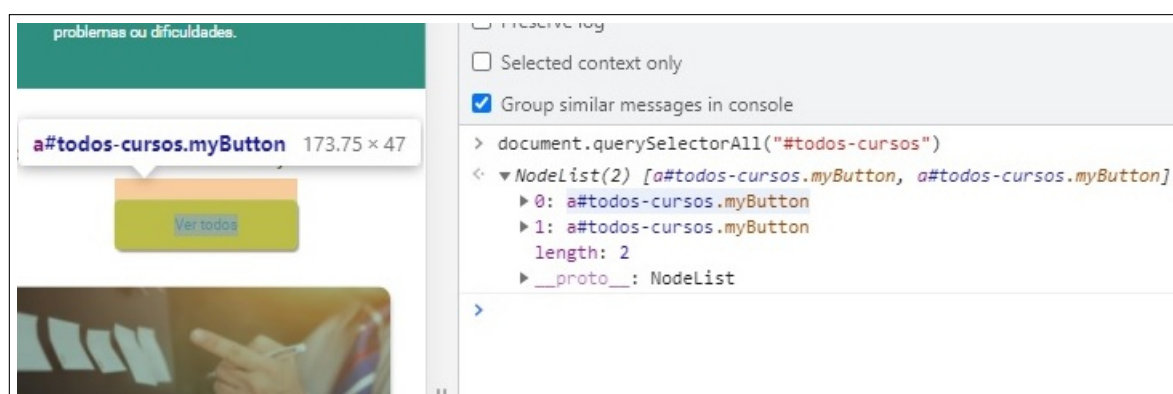 problemas ou dificuldades.
a#todos-cursos.myButton 173.75 × 47
Ver todos
Preserve log
Selected context only
Group similar messages in console
> document.querySelectorAll("#todos-cursos")
<· ▼NodeList(2) [a#todos-cursos.myButton, a#todos-cursos.myButton]
▶0: a#todos-cursos.myButton
▶1: a#todos-cursos.myButton
length: 2
▶__proto__: NodeList
>